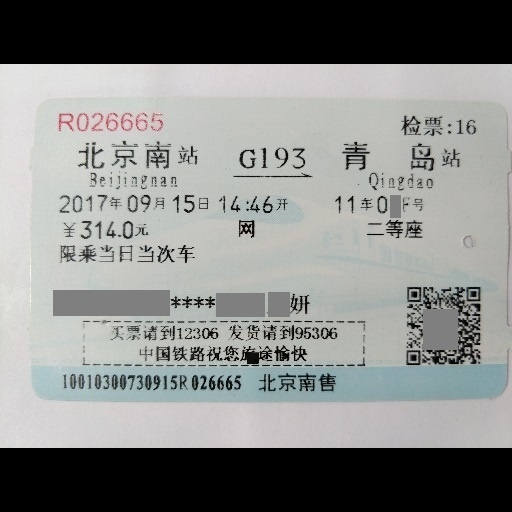 R026665 检票:16
北京南站 G193 青岛站
Beijingnan Qingdao
2017年09月15日 14:46开 11车0 F号
￥314.0元 网 二等座
限乘当日当次车
**** 妍
买票请到12306 发货请到95306
中国铁路祝您旅途愉快
10010300730915R026665 北京南售